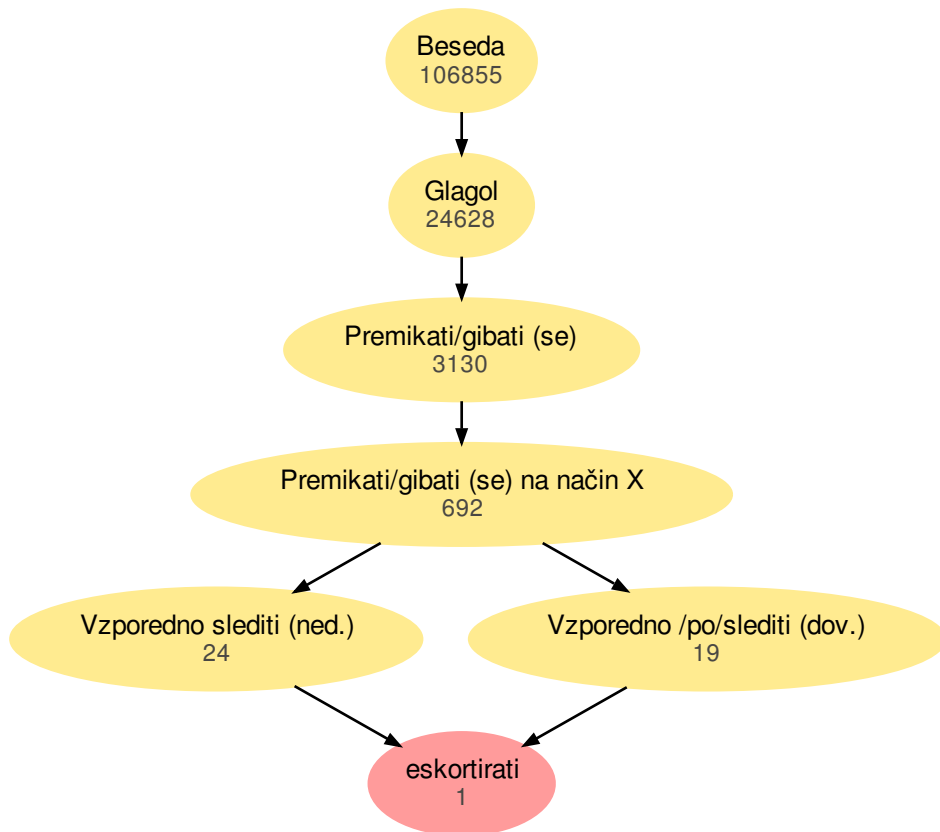 Beseda
106855
Glagol
24628
Premikati/gibati (se)
3130
Premikati/gibati (se) na način X
692
Vzporedno slediti (ned.)
24
Vzporedno /po/slediti (dov.)
19
eskortirati
1